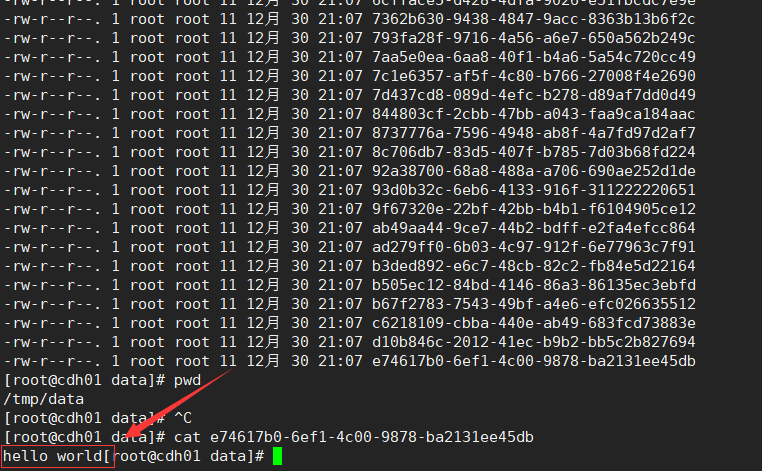 -rw-r--r--. 1 root root 11 12月 30 21:07 7362b630-9438-4847-9acc-8363b13b6f2c
-rw-r--r--. 1 root root 11 12月 30 21:07 793fa28f-9716-4a56-a6e7-650a562b249c
-rw-r--r--. 1 root root 11 12月 30 21:07 7aa5e0ea-6aa8-40f1-b4a6-5a54c720cc49
-rw-r--r--. 1 root root 11 12月 30 21:07 7c1e6357-af5f-4c80-b766-27008f4e2690
-rw-r--r--. 1 root root 11 12月 30 21:07 7d437cd8-089d-4efc-b278-d89af7dd0d49
-rw-r--r--. 1 root root 11 12月 30 21:07 844803cf-2cbb-47bb-a043-faa9ca184aac
-rw-r--r--. 1 root root 11 12月 30 21:07 8737776a-7596-4948-ab8f-4a7fd97d2af7
-rw-r--r--. 1 root root 11 12月 30 21:07 8c706db7-83d5-407f-b785-7d03b68fd224
-rw-r--r--. 1 root root 11 12月 30 21:07 92a38700-68a8-488a-a706-690ae252d1de
-rw-r--r--. 1 root root 11 12月 30 21:07 93d0b32c-6eb6-4133-916f-311222220651
-rw-r--r--. 1 root root 11 12月 30 21:07 9f67320e-22bf-42bb-b4b1-f6104905ce12
-rw-r--r--. 1 root root 11 12月 30 21:07 ab49aa44-9ce7-44b2-bdff-e2fa4efcc864
-rw-r--r--. 1 root root 11 12月 30 21:07 ad279ff0-6b03-4c97-912f-6e77963c7f91
-rw-r--r--. 1 root root 11 12月 30 21:07 b3ded892-e6c7-48cb-82c2-fb84e5d22164
-rw-r--r--. 1 root root 11 12月 30 21:07 b505ec12-84bd-4146-86a3-86135ec3ebfd
-rw-r--r--. 1 root root 11 12月 30 21:07 b67f2783-7543-49bf-a4e6-efc026635512
-rw-r--r--. 1 root root 11 12月 30 21:07 c6218109-cbba-440e-ab49-683fcd73883e
-rw-r--r--. 1 root root 11 12月 30 21:07 d10b846c-2012-41ec-b9b2-bb5c2b827694
-rw-r--r--. 1 root root 11 12月 30 21:07 e74617b0-6ef1-4c00-9878-ba2131ee45db
[root@cdh01 data]# pwd
/tmp/data
[root@cdh01 data]# ^C
[root@cdh01 data]# cat e74617b0-6ef1-4c00-9878-ba2131ee45db
hello world[root@cdh01 data]#